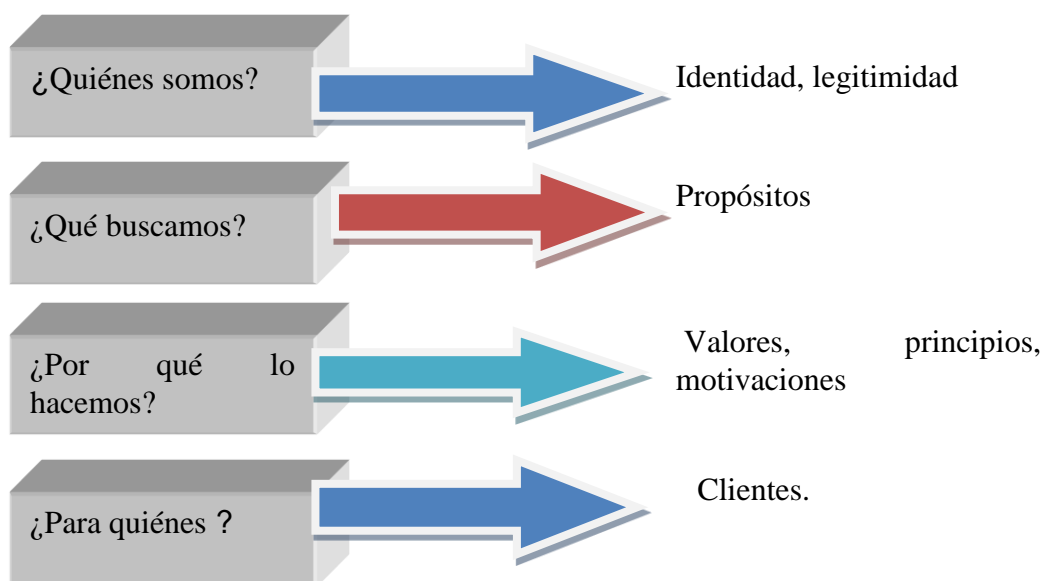 ¿Quiénes somos?
Identidad, legitimidad
¿Qué buscamos?
Propósitos
¿Por qué lo
hacemos?
Valores, principios,
motivaciones
¿Para quiénes ?
Clientes.